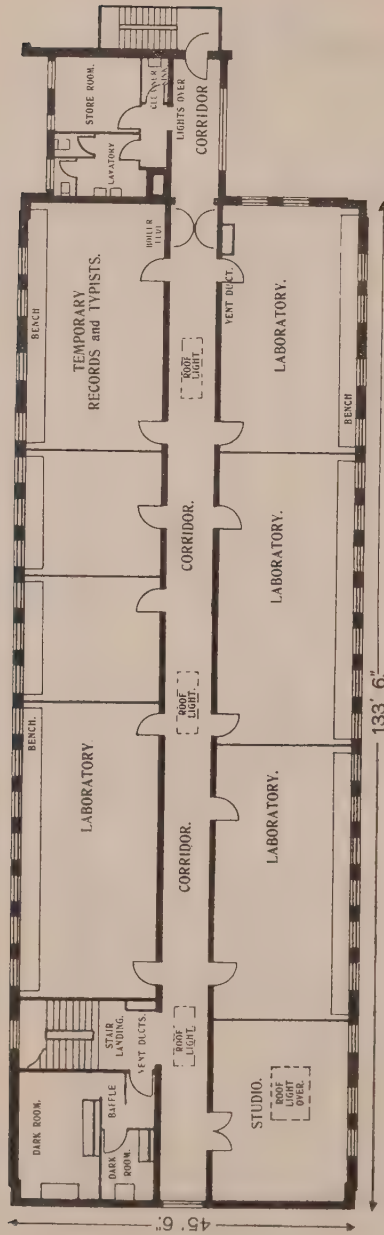 DARK ROOM.
BAFFLE
DARK
ROOM.
STAIR
LANDING.
VENT DUCTS.
BENCH.
LABORATORY
BENCH
TEMPORARY
RECORDS and TYPISTS.
BOILER
FLUE
LAVATORY
STORE ROOM.
CLEANER
SINK
LIGHTS OVER
CORRIDOR
ROOF
LIGHT.
CORRIDOR.
ROOF
LIGHT.
CORRIDOR.
ROOF
LIGHT
VENT DUCT.
STUDIO.
ROOF
LIGHT
OVER.
LABORATORY.
LABORATORY.
LABORATORY.
BENCH
45' 6".
133' 6"